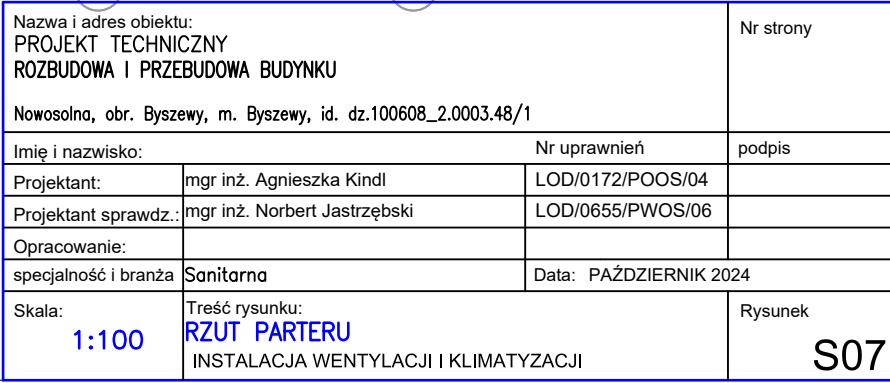 Nazwa i adres obiektu:
Nr strony
PROJEKT TECHNICZNY
ROZBUDOWA I PRZEBUDOWA BUDYNKU
Nowosolna, obr. Byszewy, m. Byszewy, id. dz.100608_2.0003.48/1
Imię i nazwisko: Nr uprawnień podpis
Projektant: mgr inż. Agnieszka Kindl LOD/0172/POOS/04
Projektant sprawdz.: mgr inż. Norbert Jastrzębski LOD/0655/PWOS/06
Opracowanie:
specjalność i branża Sanitarna Data: PAŹDZIERNIK 2024
Skala: Treść rysunku: Rysunek
1:100 RZUT PARTERU
INSTALACJA WENTYLACJI I KLIMATYZACJI S07